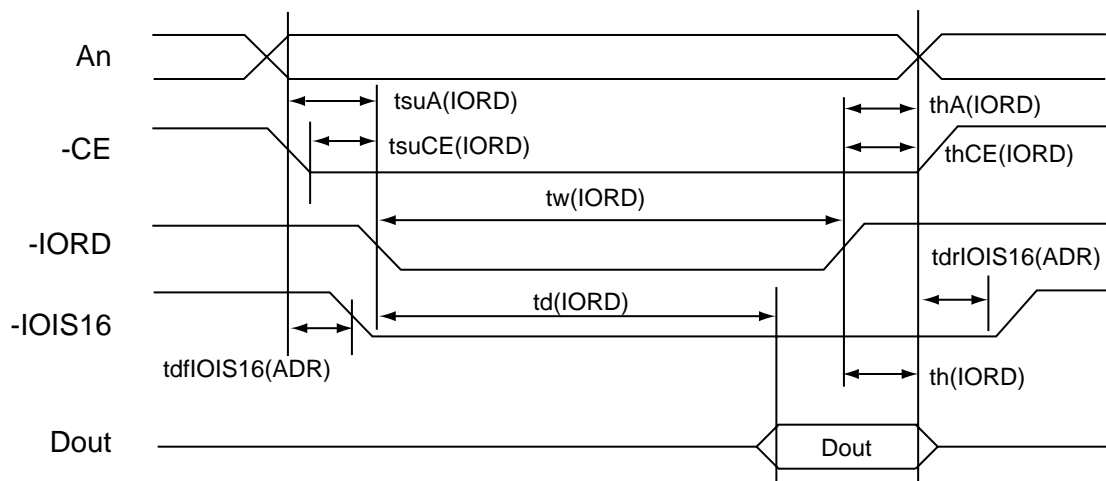 An
tsuA(IORD)
thA(IORD)
-CE
tsuCE(IORD)
thCE(IORD)
tw(IORD)
-IORD
tdrIOIS16(ADR)
td(IORD)
-IOIS16
tdfIOIS16(ADR)
th(IORD)
Dout
Dout